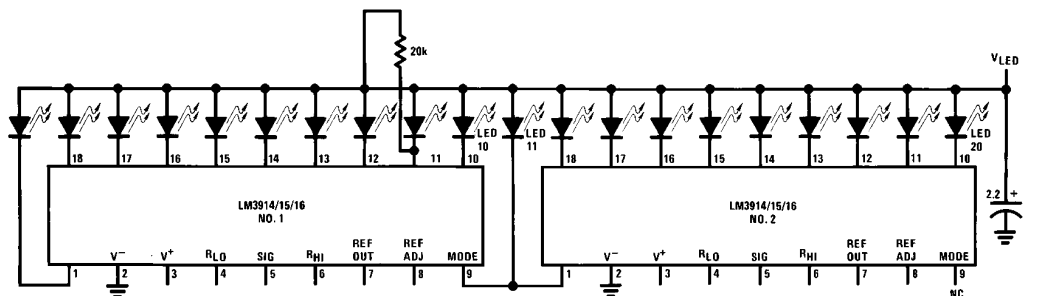 20k
V LED
LED 10
LED 11
LED 20
18 17 16 15 14 13 12 11 10
18 17 16 15 14 13 12 11 10
2.2 +
LM3914/15/16
NO. 1
LM3914/15/16
NO. 2
V− V+ RLO SIG RHI REF OUT REF ADJ MODE
V− V+ RLO SIG RHI REF OUT REF ADJ MODE
1 2 3 4 5 6 7 8 9
1 2 3 4 5 6 7 8 9
NC